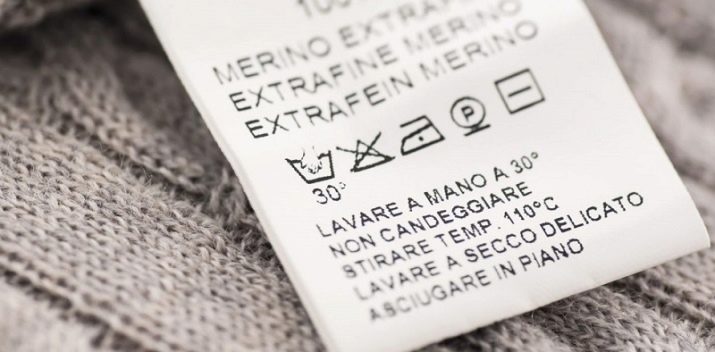 MERINO
EXTRAFINE MERINO
EXTRAFEIN MERINO
P
30°
LAVARE A MANO A 30°
NON CANDEGGIARE
STIRARE TEMP. 110°C
LAVARE A SECCO DELICATO
ASCIUGARE IN PIANO